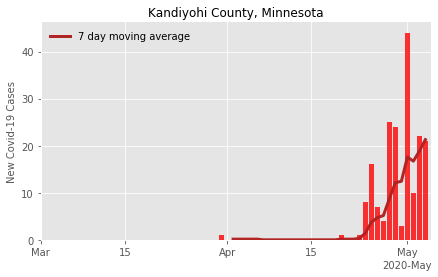 Kandiyohi County, Minnesota
7 day moving average
New Covid-19 Cases
40
30
20
10
0
Mar 15 Apr 15 May
2020-May